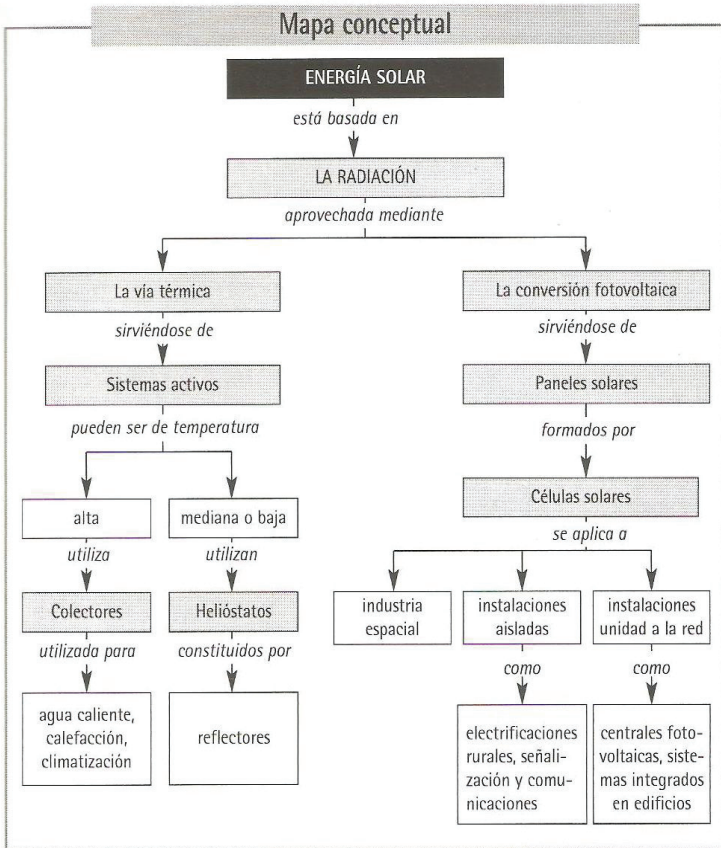 Mapa conceptual
ENERGÍA SOLAR
está basada en
LA RADIACIÓN
aprovechada mediante
La vía térmica
sirviéndose de
Sistemas activos
pueden ser de temperatura
alta
utiliza
Colectores
utilizada para
agua caliente,
calefacción,
climatización
mediana o baja
utilizan
Helióstatos
constituidos por
reflectores
La conversión fotovoltaica
sirviéndose de
Paneles solares
formados por
Células solares
se aplica a
industria
espacial
instalaciones
aisladas
como
electrificaciones
rurales, señali-
zación y comu-
nicaciones
instalaciones
unidad a la red
como
centrales foto-
voltaicas, siste-
mas integrados
en edificios